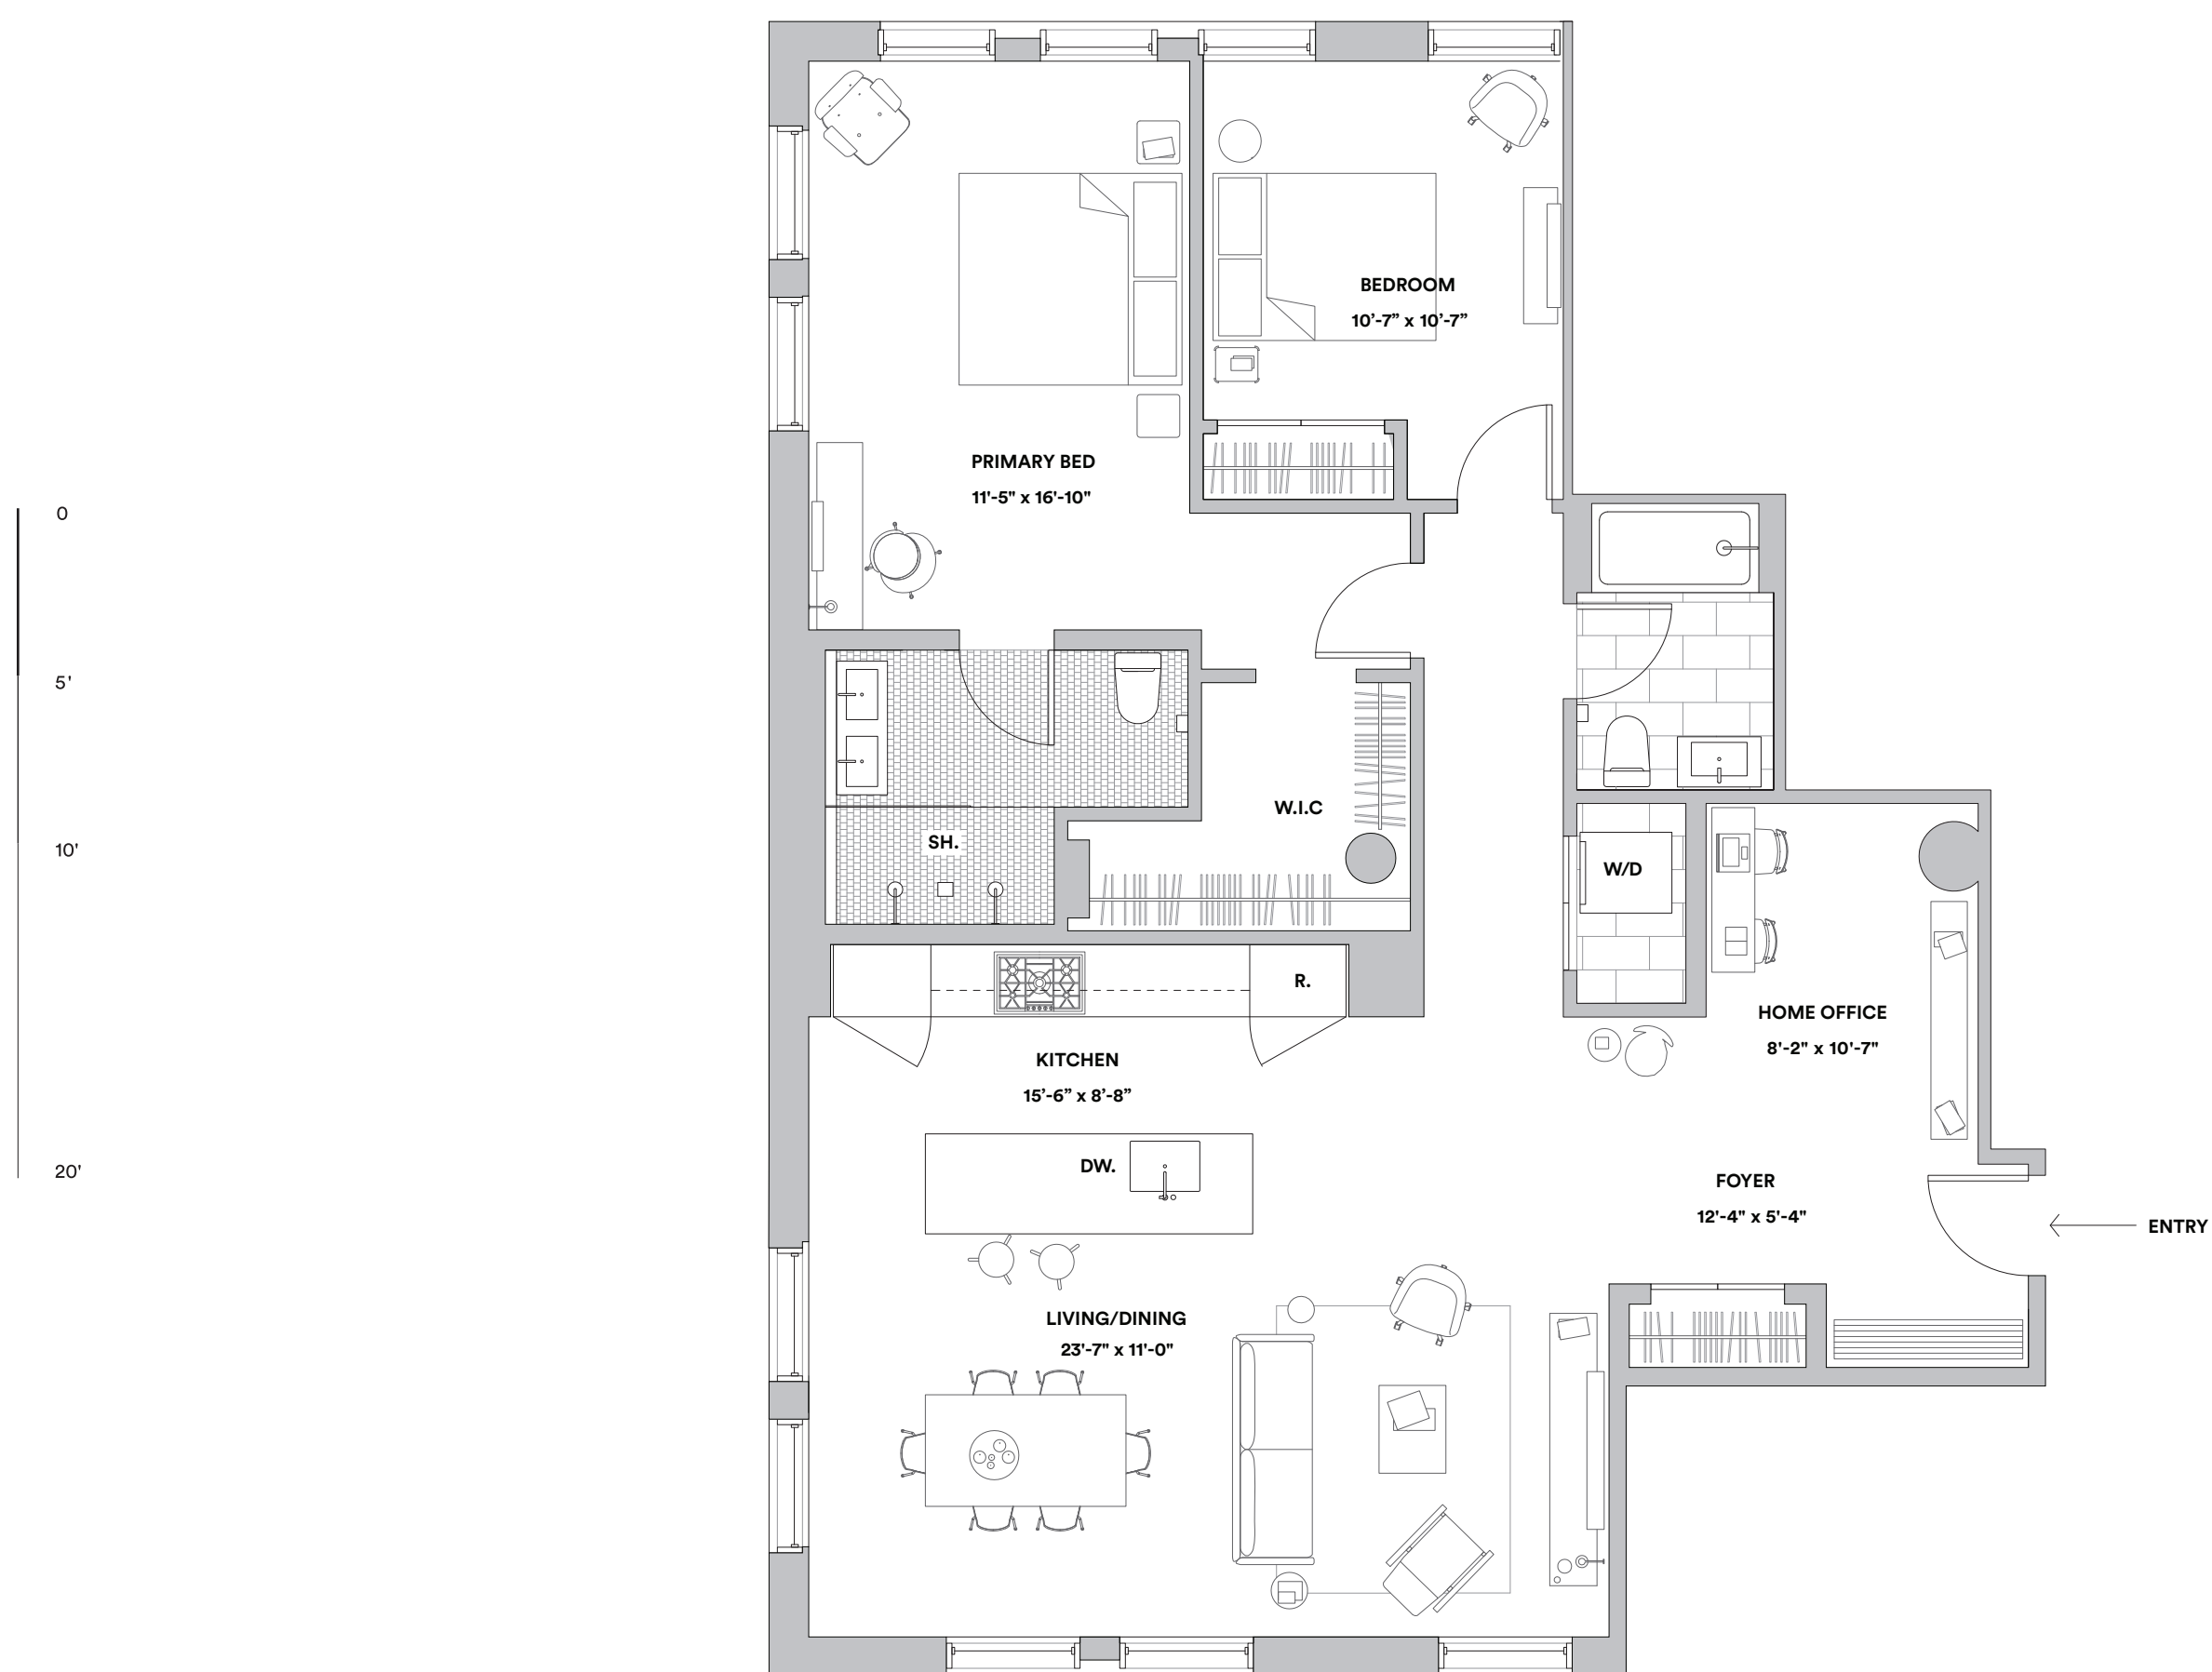 BEDROOM
10’-7” x 10’-7”
PRIMARY BED
11'-5" x 16'-10"
0
5'
10'
20'
W.I.C
SH.
W/D
R.
HOME OFFICE
8'-2" x 10'-7"
KITCHEN
15’-6” x 8’-8”
DW.
FOYER
12'-4" x 5'-4"
ENTRY
LIVING/DINING
23'-7" x 11'-0"